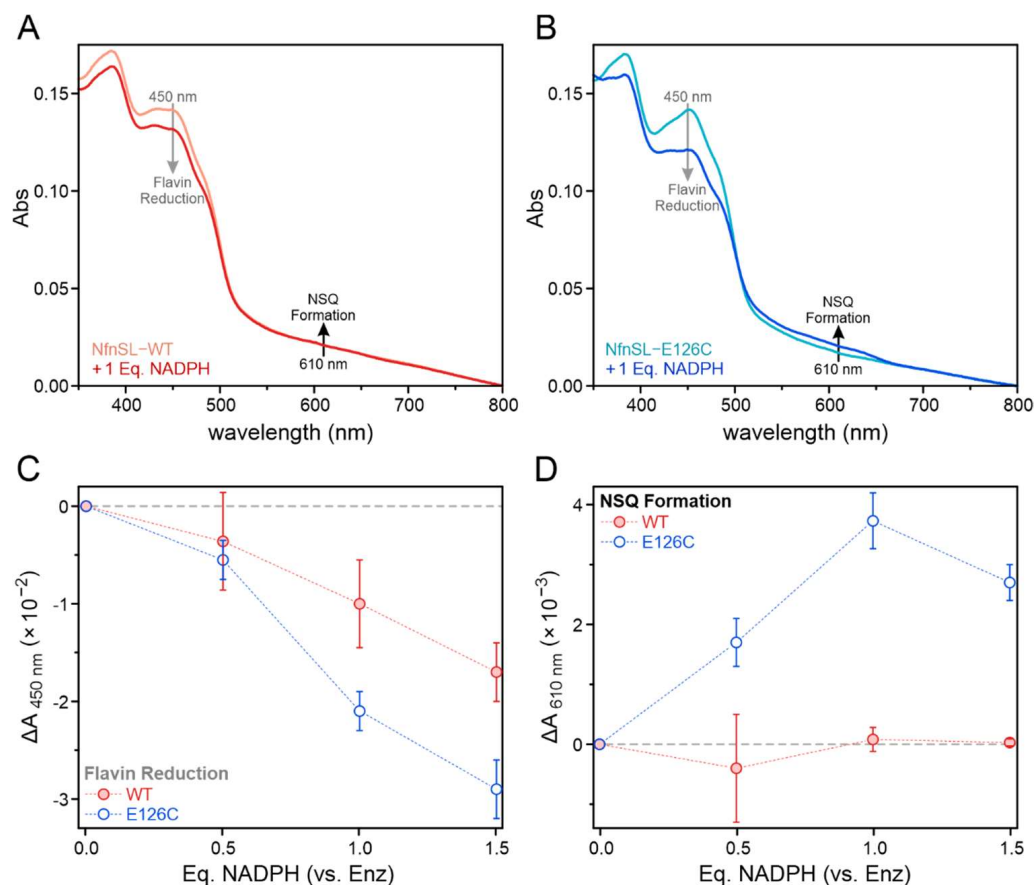 A
0.15
0.10
0.05
0.00
Abs
450 nm
Flavin
Reduction
NSQ
Formation
610 nm
NfnSL–WT
+ 1 Eq. NADPH
400
500
600
700
800
wavelength (nm)
B
0.15
0.10
0.05
0.00
Abs
450 nm
Flavin
Reduction
NSQ
Formation
610 nm
NfnSL–E126C
+ 1 Eq. NADPH
400
500
600
700
800
wavelength (nm)
C
0
-1
-2
-3
ΔA 450 nm (× 10⁻²)
Flavin Reduction
WT
E126C
0.0
0.5
1.0
1.5
Eq. NADPH (vs. Enz)
D
4
2
0
ΔA 610 nm (× 10⁻³)
NSQ Formation
WT
E126C
0.0
0.5
1.0
1.5
Eq. NADPH (vs. Enz)